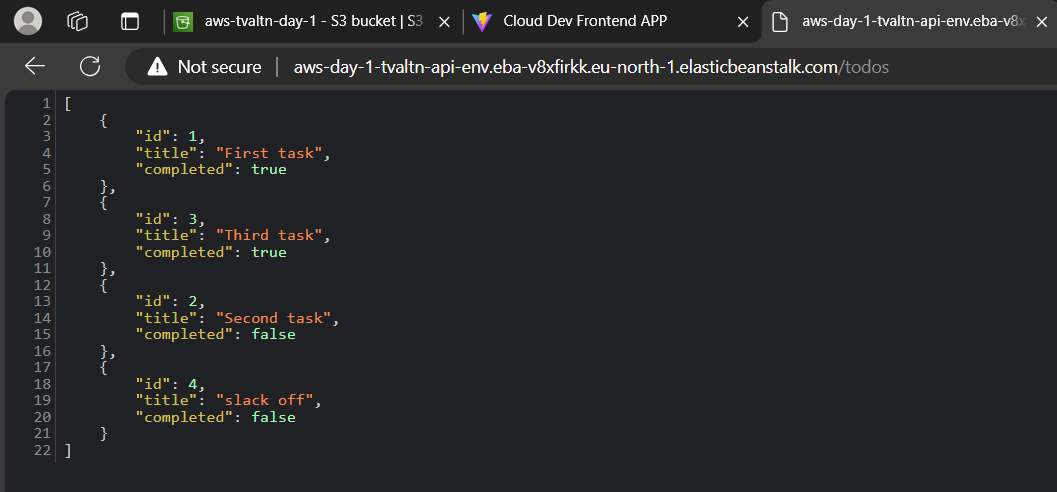 aws-tvaltn-day-1 - S3 bucket | S3
Cloud Dev Frontend APP
aws-day-1-tvaltn-api-env.eba-v8x
Not secure
aws-day-1-tvaltn-api-env.eba-v8xfirkk.eu-north-1.elasticbeanstalk.com/todos
1 [
2 {
3 "id": 1,
4 "title": "First task",
5 "completed": true
6 },
7 {
8 "id": 3,
9 "title": "Third task",
10 "completed": true
11 },
12 {
13 "id": 2,
14 "title": "Second task",
15 "completed": false
16 },
17 {
18 "id": 4,
19 "title": "slack off",
20 "completed": false
21 }
22 ]